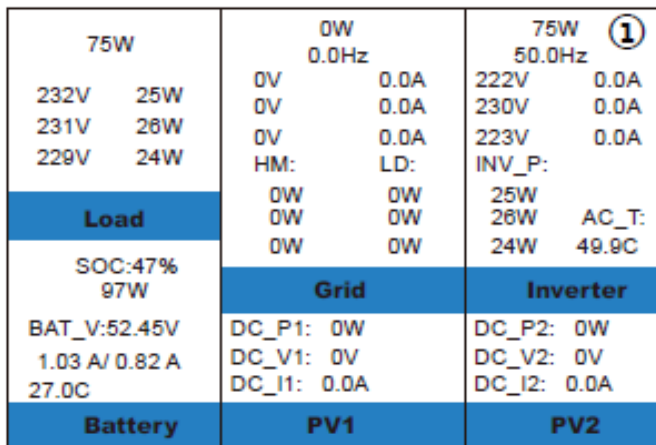 75W
232V 25W
231V 26W
229V 24W
Load
SOC:47%
97W
BAT_V:52.45V
1.03 A/ 0.82 A
27.0C
Battery
0W
0.0Hz
0V 0.0A
0V 0.0A
0V 0.0A
HM: LD:
0W 0W
0W 0W
0W 0W
Grid
DC_P1: 0W
DC_V1: 0V
DC_I1: 0.0A
PV1
75W ①
50.0Hz
222V 0.0A
230V 0.0A
223V 0.0A
INV_P:
25W
26W AC_T:
24W 49.9C
Inverter
DC_P2: 0W
DC_V2: 0V
DC_I2: 0.0A
PV2